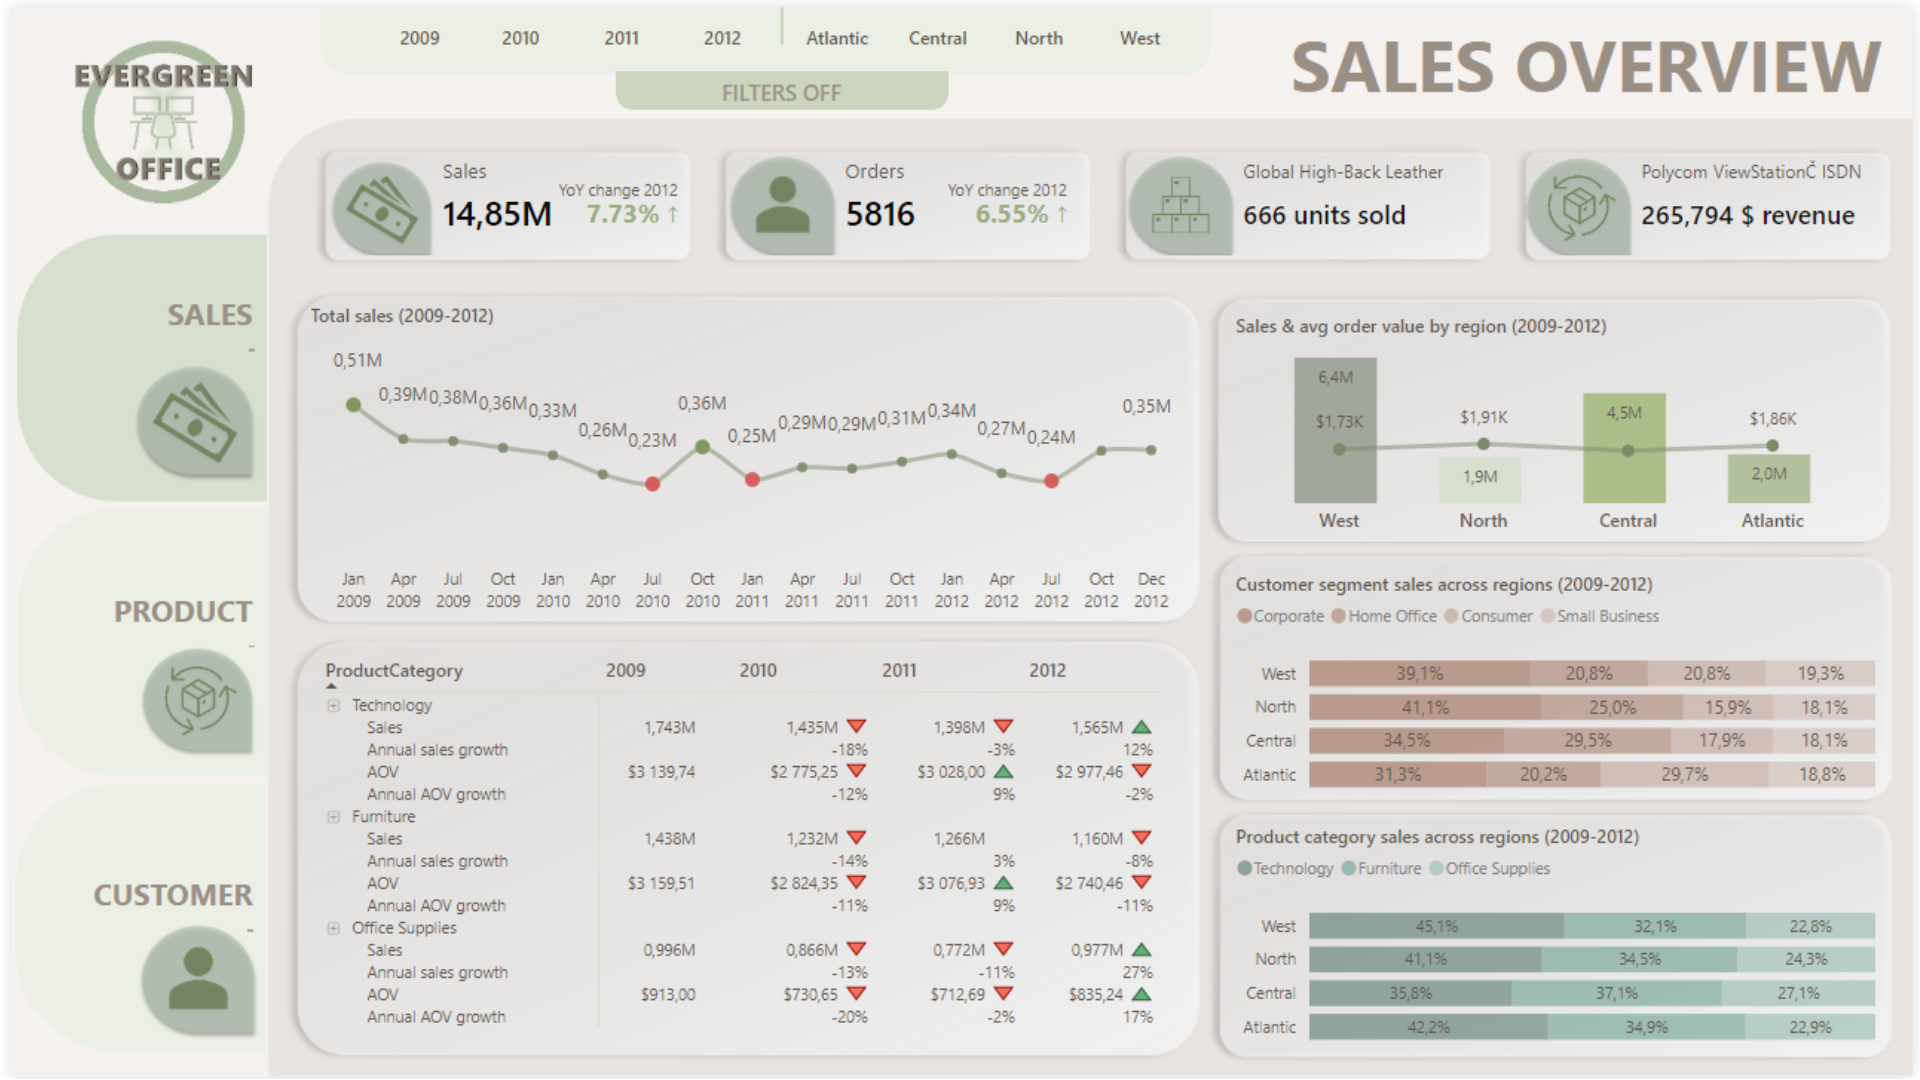 EVERGREEN
OFFICE
2009 2010 2011 2012 Atlantic Central North West
FILTERS OFF
SALES OVERVIEW
SALES
-
PRODUCT
-
CUSTOMER
-
Sales
14,85M
YoY change 2012
7.73% ↑
Orders
5816
YoY change 2012
6.55% ↑
Global High-Back Leather
666 units sold
Polycom ViewStationČ ISDN
265,794 $ revenue
Total sales (2009-2012)
0,51M 0,39M 0,38M 0,36M 0,33M 0,26M 0,23M 0,36M 0,25M 0,29M 0,29M 0,31M 0,34M 0,27M 0,24M 0,35M
Jan Apr Jul Oct Jan Apr Jul Oct Jan Apr Jul Oct Jan Apr Jul Oct Dec
2009 2009 2009 2009 2010 2010 2010 2010 2011 2011 2011 2011 2012 2012 2012 2012 2012
ProductCategory 2009 2010 2011 2012
Technology
Sales 1,743M 1,435M 1,398M 1,565M
Annual sales growth -18% -3% 12%
AOV $3 139,74 $2 775,25 $3 028,00 $2 977,46
Annual AOV growth -12% 9% -2%
Furniture
Sales 1,438M 1,232M 1,266M 1,160M
Annual sales growth -14% 3% -8%
AOV $3 159,51 $2 824,35 $3 076,93 $2 740,46
Annual AOV growth -11% 9% -11%
Office Supplies
Sales 0,996M 0,866M 0,772M 0,977M
Annual sales growth -13% -11% 27%
AOV $913,00 $730,65 $712,69 $835,24
Annual AOV growth -20% -2% 17%
Sales & avg order value by region (2009-2012)
6,4M 4,5M
$1,73K $1,91K $1,86K
1,9M 2,0M
West North Central Atlantic
Customer segment sales across regions (2009-2012)
Corporate Home Office Consumer Small Business
West 39,1% 20,8% 20,8% 19,3%
North 41,1% 25,0% 15,9% 18,1%
Central 34,5% 29,5% 17,9% 18,1%
Atlantic 31,3% 20,2% 29,7% 18,8%
Product category sales across regions (2009-2012)
Technology Furniture Office Supplies
West 45,1% 32,1% 22,8%
North 41,1% 34,5% 24,3%
Central 35,8% 37,1% 27,1%
Atlantic 42,2% 34,9% 22,9%